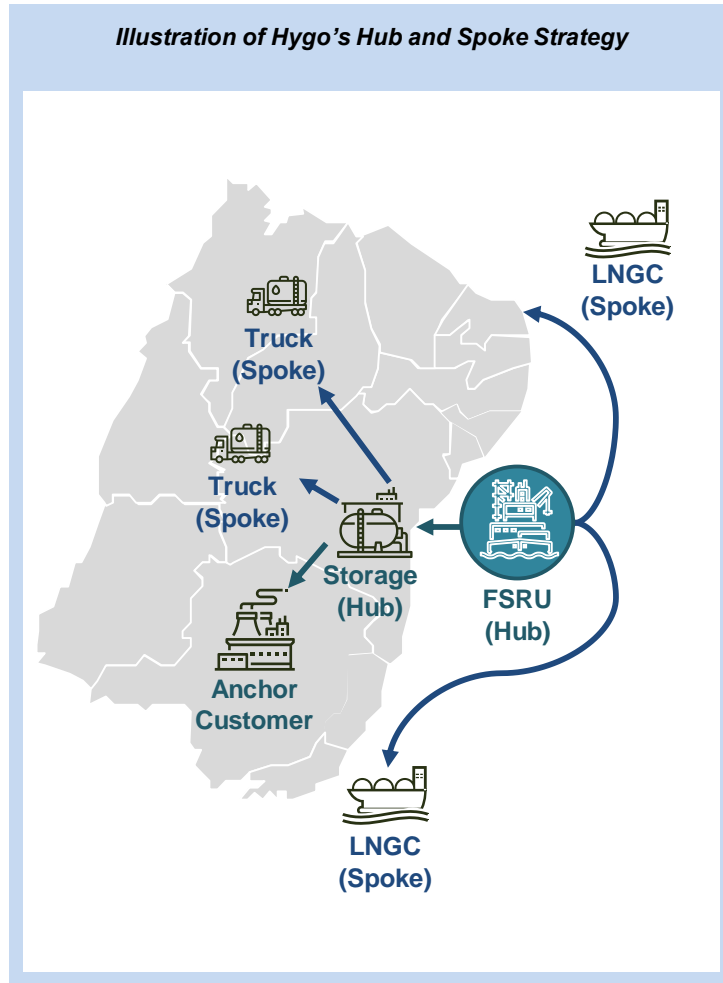 Illustration of Hygo's Hub and Spoke Strategy
LNGC
(Spoke)
Truck
(Spoke)
Truck
(Spoke)
Storage
(Hub)
FSRU
(Hub)
Anchor
Customer
LNGC
(Spoke)